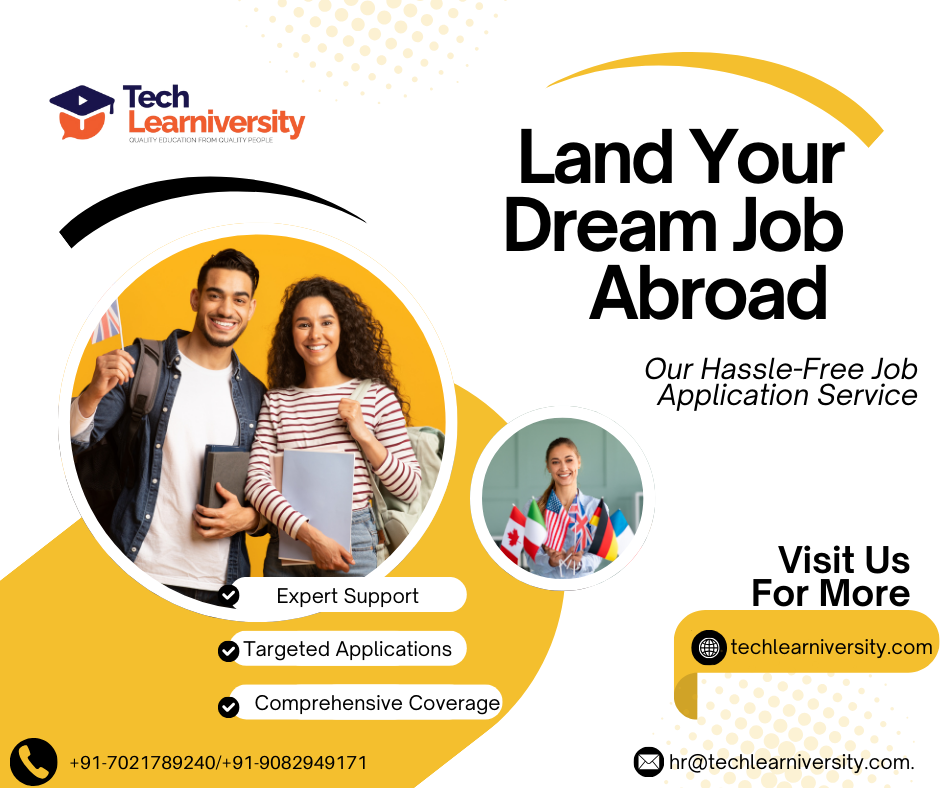 Tech
Learniversity
QUALITY EDUCATION FROM QUALITY PEOPLE
Land Your
Dream Job
Abroad
Our Hassle-Free Job
Application Service
Expert Support
Targeted Applications
Comprehensive Coverage
Visit Us
For More
techlearniversity.com
+91-7021789240/+91-9082949171
hr@techlearniversity.com.